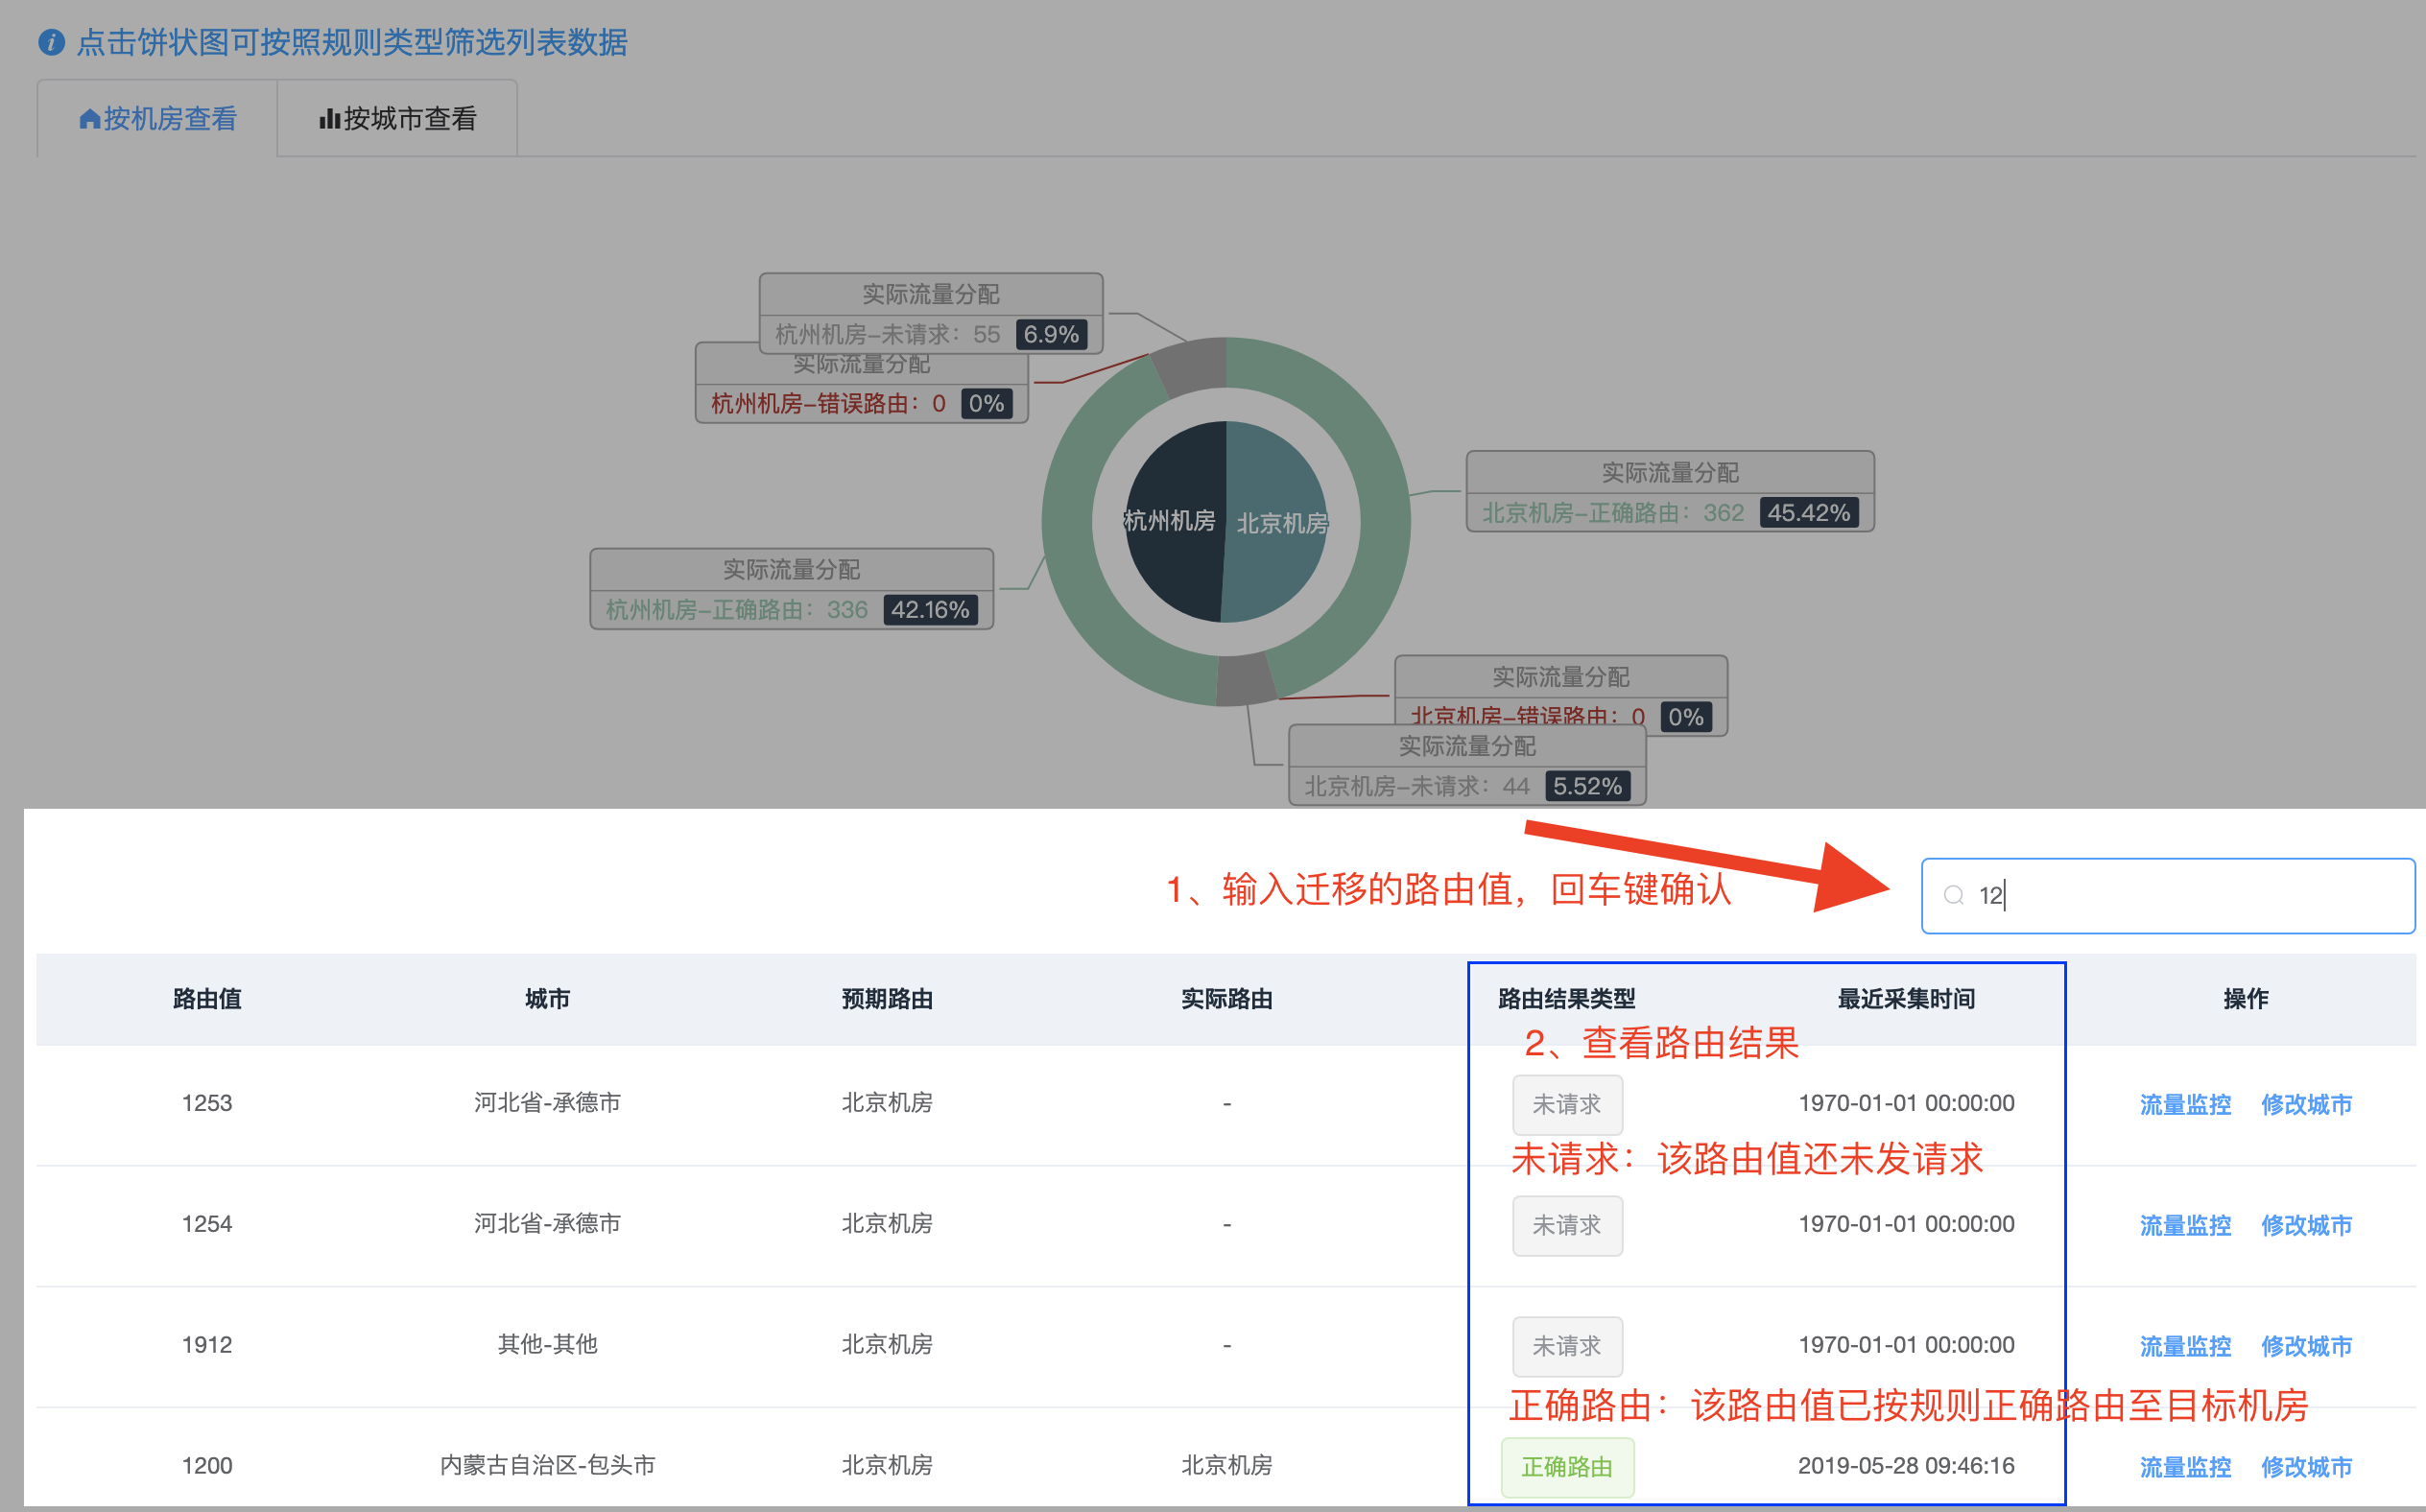 点击饼状图可按照规则类型筛选列表数据
按机房查看 按城市查看
实际流量分配
杭州机房-未请求：55 6.9%
实际流量分配
杭州机房-错误路由：0 0%
实际流量分配
北京机房-正确路由：362 45.42%
杭州机房 北京机房
实际流量分配
杭州机房-正确路由：336 42.16%
实际流量分配
北京机房-错误路由：0 0%
实际流量分配
北京机房-未请求：44 5.52%
1、输入迁移的路由值，回车键确认
12
路由值 城市 预期路由 实际路由 路由结果类型 最近采集时间 操作
2、查看路由结果
1253 河北省-承德市 北京机房 - 未请求 1970-01-01 00:00:00 流量监控 修改城市
未请求：该路由值还未发请求
1254 河北省-承德市 北京机房 - 未请求 1970-01-01 00:00:00 流量监控 修改城市
1912 其他-其他 北京机房 - 未请求 1970-01-01 00:00:00 流量监控 修改城市
正确路由：该路由值已按规则正确路由至目标机房
1200 内蒙古自治区-包头市 北京机房 北京机房 正确路由 2019-05-28 09:46:16 流量监控 修改城市